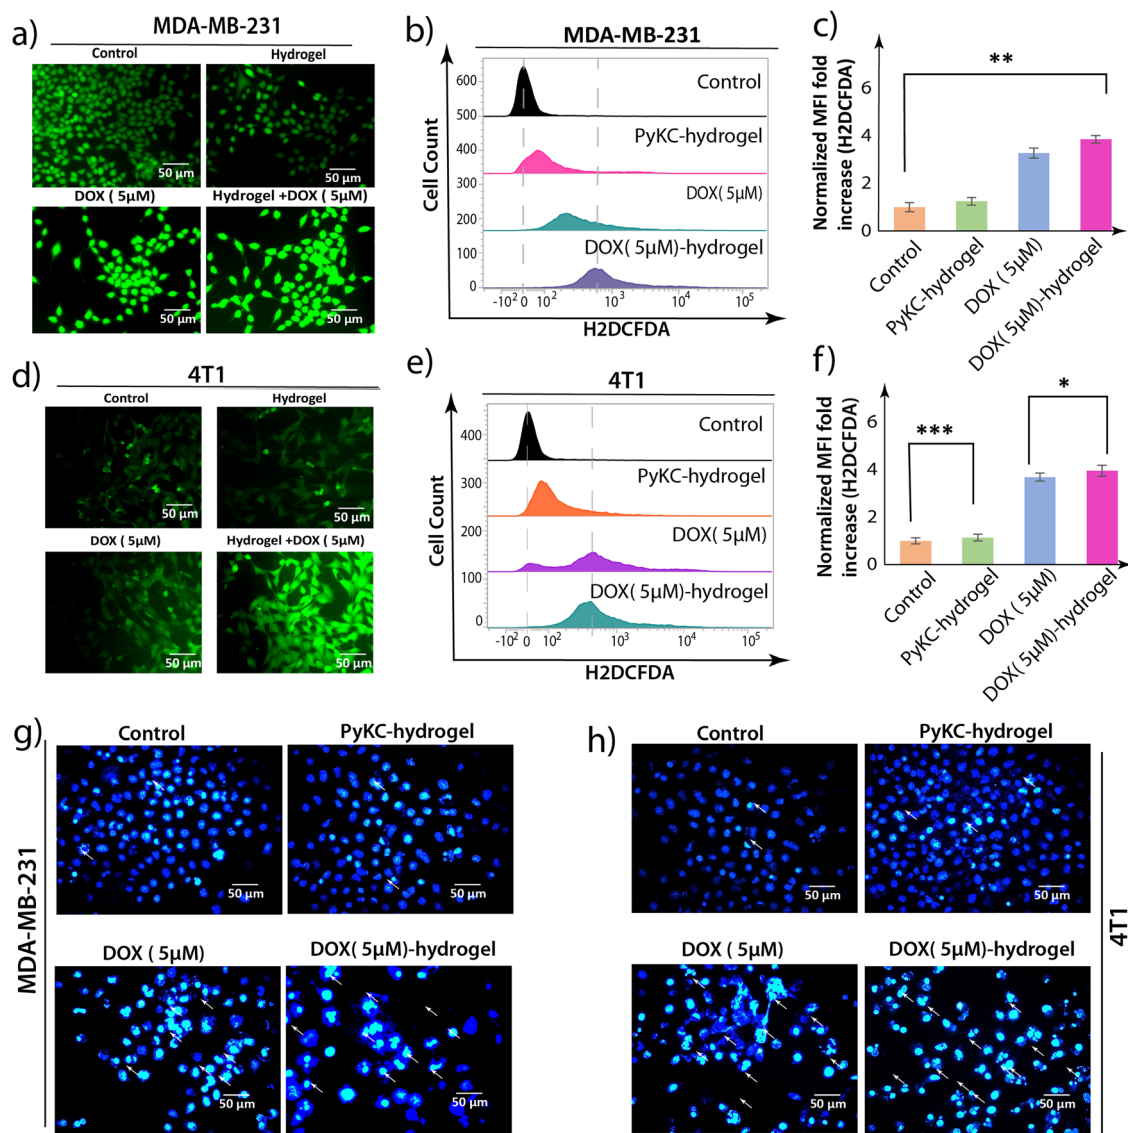 a)
MDA-MB-231
Control
Hydrogel
50 µm
50 µm
DOX ( 5µM)
Hydrogel +DOX ( 5µM)
50 µm
50 µm
b)
MDA-MB-231
Cell Count
600
500
400
300
200
100
0
Control
PyKC-hydrogel
DOX( 5µM)
DOX( 5µM)-hydrogel
-10² 0 10² 10³ 10⁴ 10⁵
H2DCFDA
c)
Normalized MFI fold
increase (H2DCFDA)
6
4
2
0
**
Control
PyKC-hydrogel
DOX ( 5µM)
DOX( 5µM)-hydrogel
d)
4T1
Control
Hydrogel
50 µm
50 µm
DOX ( 5µM)
Hydrogel +DOX ( 5µM)
50 µm
50 µm
e)
4T1
Cell Count
400
300
200
100
0
Control
PyKC-hydrogel
DOX( 5µM)
DOX( 5µM)-hydrogel
-10² 0 10² 10³ 10⁴ 10⁵
H2DCFDA
f)
Normalized MFI fold
increase (H2DCFDA)
6
4
2
0
***
*
Control
PyKC-hydrogel
DOX ( 5µM)
DOX( 5µM)-hydrogel
g)
MDA-MB-231
Control
PyKC-hydrogel
50 µm
50 µm
DOX ( 5µM)
DOX( 5µM)-hydrogel
50 µm
50 µm
h)
Control
PyKC-hydrogel
50 µm
50 µm
4T1
DOX ( 5µM)
DOX( 5µM)-hydrogel
50 µm
50 µm